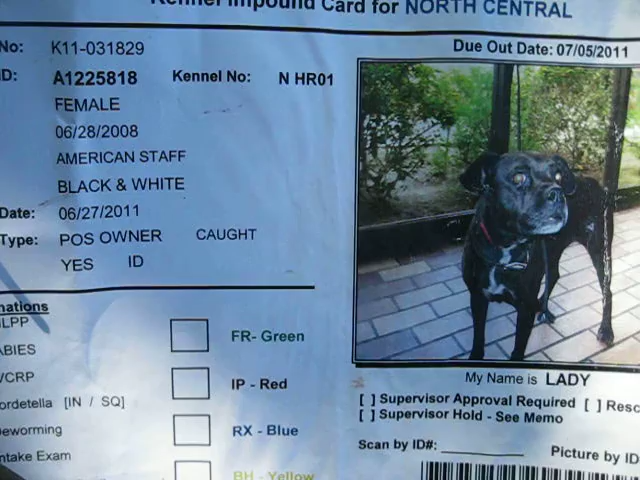 Kennel Impound Card for NORTH CENTRAL
No: K11-031829
Due Out Date: 07/05/2011
ID: A1225818 Kennel No: N HR01
FEMALE
06/28/2008
AMERICAN STAFF
BLACK & WHITE
Date: 06/27/2011
Type: POS OWNER CAUGHT
YES ID
nations
LPP
ABIES
VCRP
ordetella [IN / SQ]
eworming
ntake Exam
FR- Green
IP - Red
RX - Blue
BH - Yellow
My Name is LADY
[ ] Supervisor Approval Required [ ] Resc
[ ] Supervisor Hold - See Memo
Scan by ID#:
Picture by ID